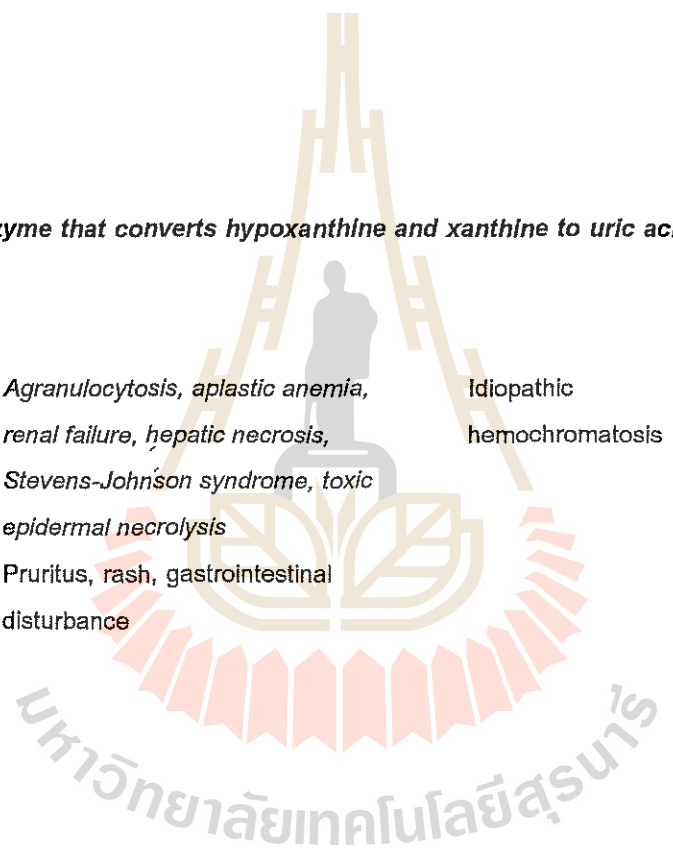 zyme that converts hypoxanthine and xanthine to uric ac
Agranulocytosis, aplastic anemia,
renal failure, hepatic necrosis,
Stevens-Johnson syndrome, toxic
epidermal necrolysis
Pruritus, rash, gastrointestinal
disturbance
Idiopathic
hemochromatosis
มหาวิทยาลัยเทคโนโลยีสุรนารี